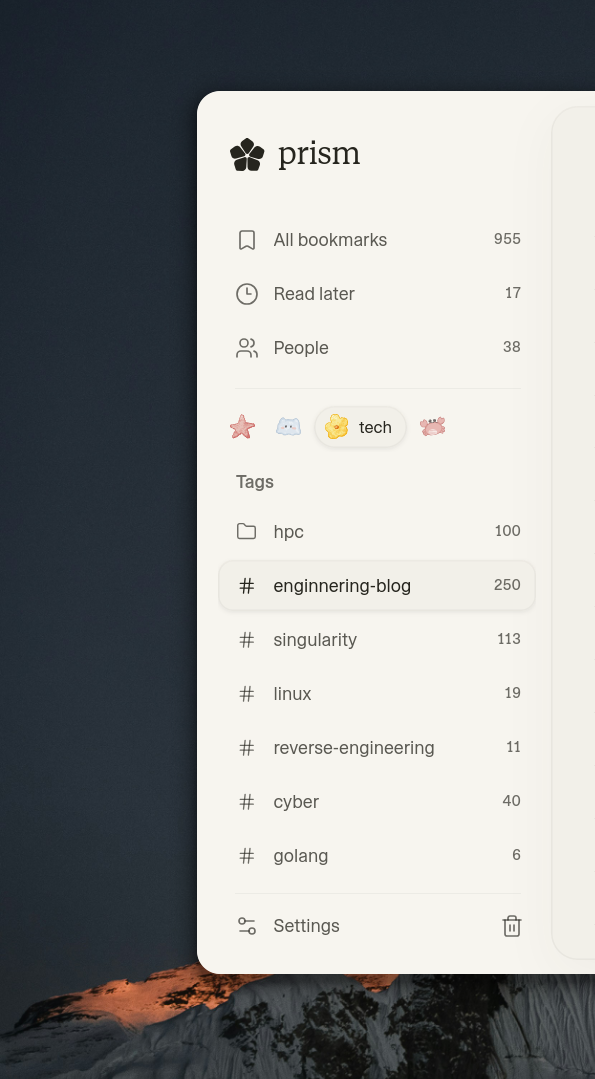 prism
All bookmarks 955
Read later 17
People 38
tech
Tags
hpc 100
# enginnering-blog 250
# singularity 113
# linux 19
# reverse-engineering 11
# cyber 40
# golang 6
Settings